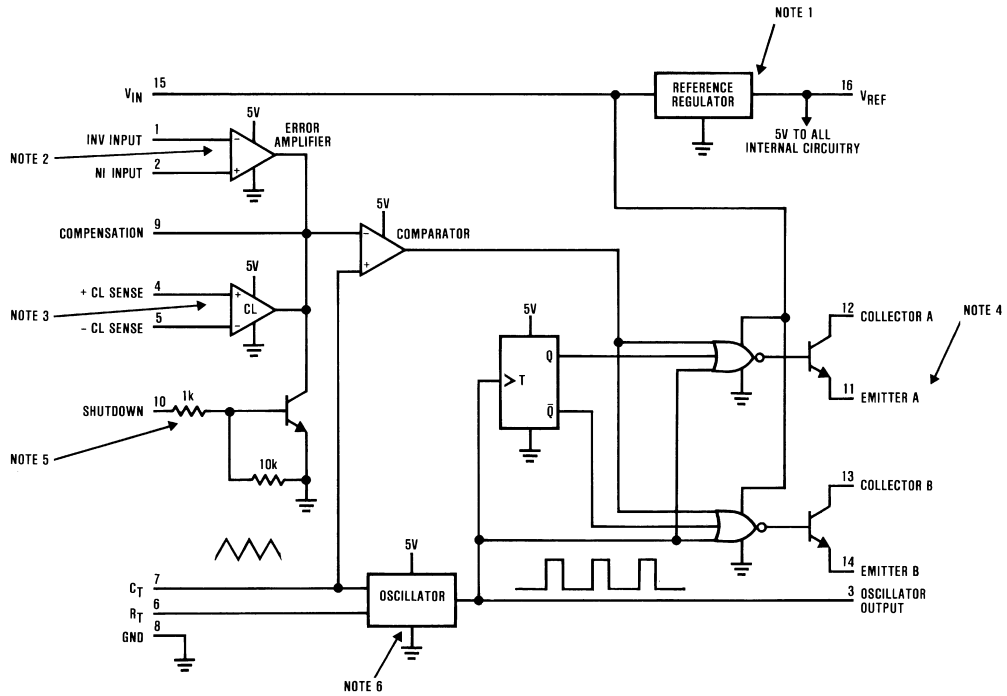 NOTE 1
15
VIN
REFERENCE
REGULATOR
16
VREF
5V TO ALL
INTERNAL CIRCUITRY
5V
ERROR
AMPLIFIER
1
INV INPUT
−
NOTE 2
2
NI INPUT
+
5V
9
COMPENSATION
−
COMPARATOR
+
5V
4
+ CL SENSE
+
CL
NOTE 3
5
− CL SENSE
−
12
COLLECTOR A
NOTE 4
5V
Q
T
Q̅
11
EMITTER A
10
SHUTDOWN
1k
NOTE 5
10k
13
COLLECTOR B
14
EMITTER B
5V
7
CT
OSCILLATOR
6
RT
3
OSCILLATOR
OUTPUT
8
GND
NOTE 6